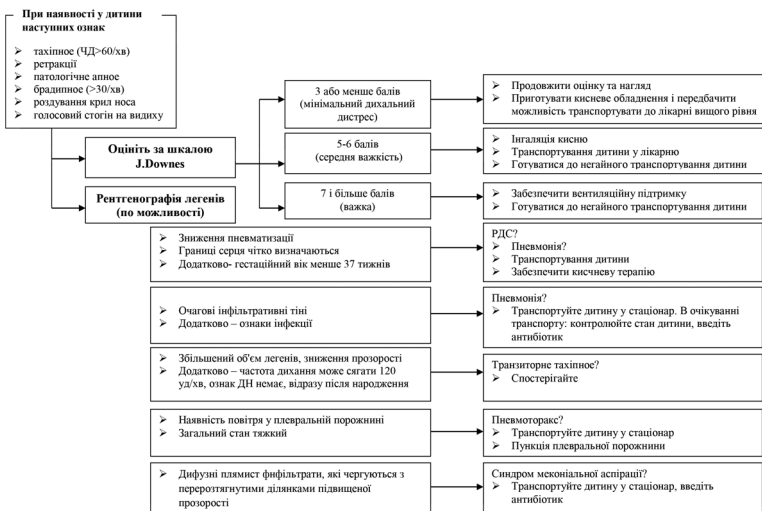 При наявності у дитини
наступних ознак
➢ тахіпное (ЧД>60/хв)
➢ ретракції
➢ патологічне апное
➢ брадипное (>30/хв)
➢ роздування крил носа
➢ голосовий стогін на видиху
Оцініть за шкалою
J.Downes
Рентгенографія легенів
(по можливості)
3 або менше балів
(мінімальний дихальний
дистрес)
➢ Продовжити оцінку та нагляд
➢ Приготувати кисневе обладнення і передбачити
можливість транспортувати до лікарні вищого рівня
5-6 балів
(середня важкість)
➢ Інгаляція кисню
➢ Транспортування дитини у лікарню
➢ Готуватися до негайного транспортування дитини
7 і більше балів
(важка)
➢ Забезпечити вентиляційну підтримку
➢ Готуватися до негайного транспортування дитини
➢ Зниження пневматизації
➢ Границі серця чітко визначаються
➢ Додатково- гестаційний вік менше 37 тижнів
РДС?
➢ Пневмонія?
➢ Транспортування дитини
➢ Забезпечити кисчневу терапію
➢ Очагові інфільтративні тіні
➢ Додатково – ознаки інфекції
Пневмонія?
➢ Транспортуйте дитину у стаціонар. В очікуванні
транспорту: контролюйте стан дитини, введіть
антибіотик
➢ Збільшений об'єм легенів, зниження прозорості
➢ Додатково – частота дихання може сягати 120
уд/хв, ознак ДН немає, відразу після народження
Транзиторне тахіпное?
➢ Спостерігайте
➢ Наявність повітря у плевральній порожнині
➢ Загальний стан тяжкий
Пневмоторакс?
➢ Транспортуйте дитину у стаціонар
➢ Пункція плевральної порожнини
➢ Дифузні плямист фнфільтрати, які чергуються з
перерозтягнутими ділянками підвищеної
прозорості
Синдром меконіальної аспірації?
➢ Транспортуйте дитину у стаціонар, введіть
антибіотик